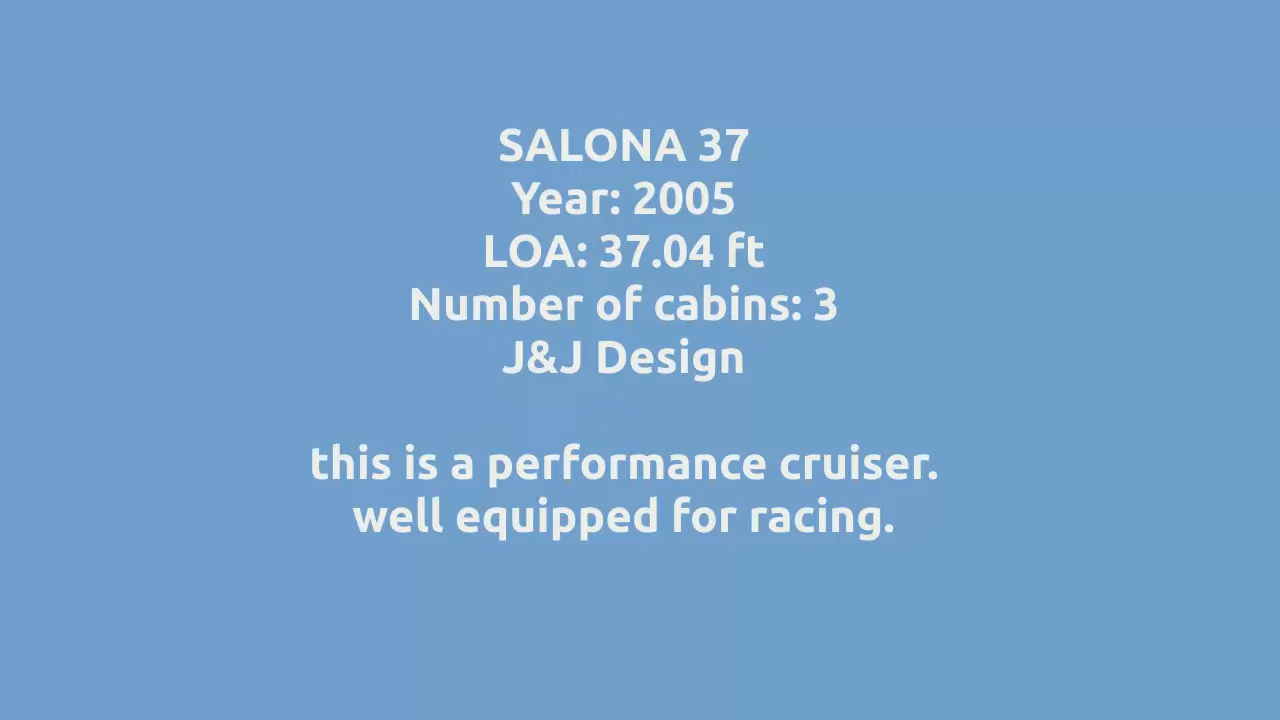 SALONA 37
Year: 2005
LOA: 37.04 ft
Number of cabins: 3
J&J Design
this is a performance cruiser.
well equipped for racing.